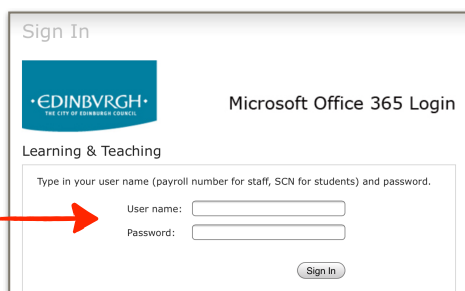 Sign In
·EDINBVRGH·
THE CITY OF EDINBURGH COUNCIL
Microsoft Office 365 Login
Learning & Teaching
Type in your user name (payroll number for staff, SCN for students) and password.
User name:
Password:
Sign In